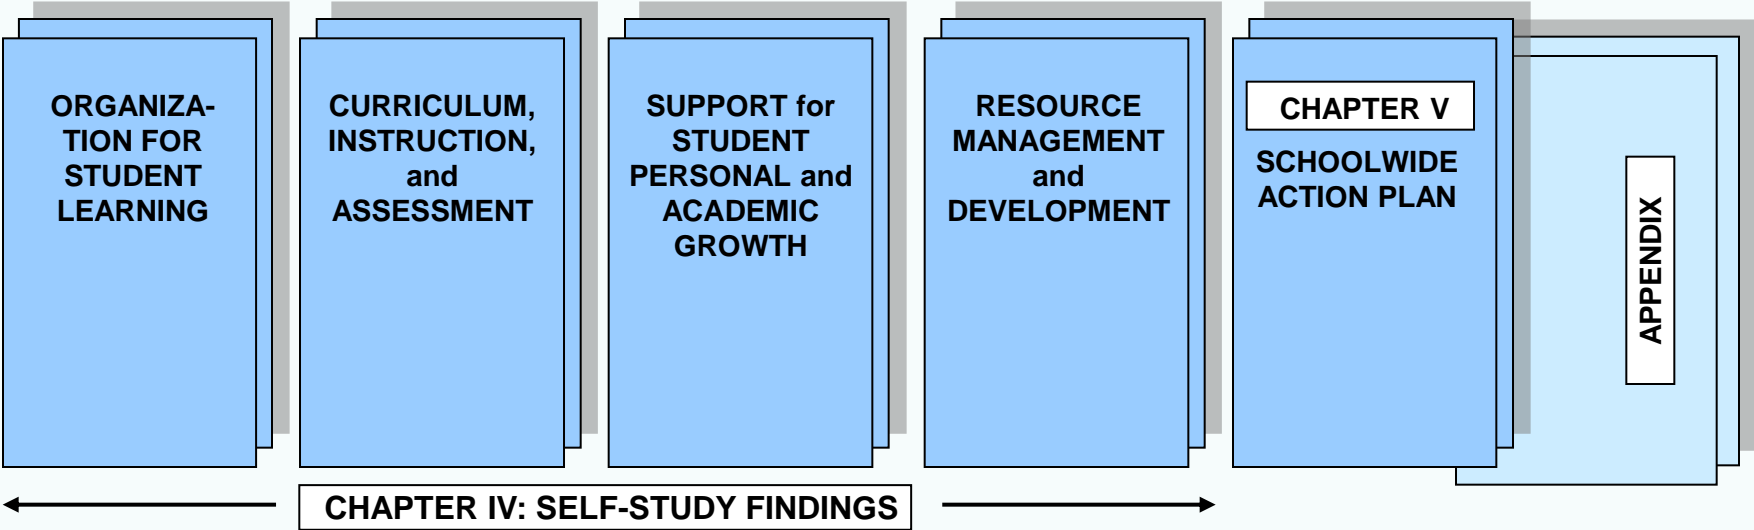 ORGANIZA-
TION FOR
STUDENT
LEARNING
CURRICULUM,
INSTRUCTION,
and
ASSESSMENT
SUPPORT for
STUDENT
PERSONAL and
ACADEMIC
GROWTH
RESOURCE
MANAGEMENT
and
DEVELOPMENT
CHAPTER V
SCHOOLWIDE
ACTION PLAN
APPENDIX
CHAPTER IV: SELF-STUDY FINDINGS